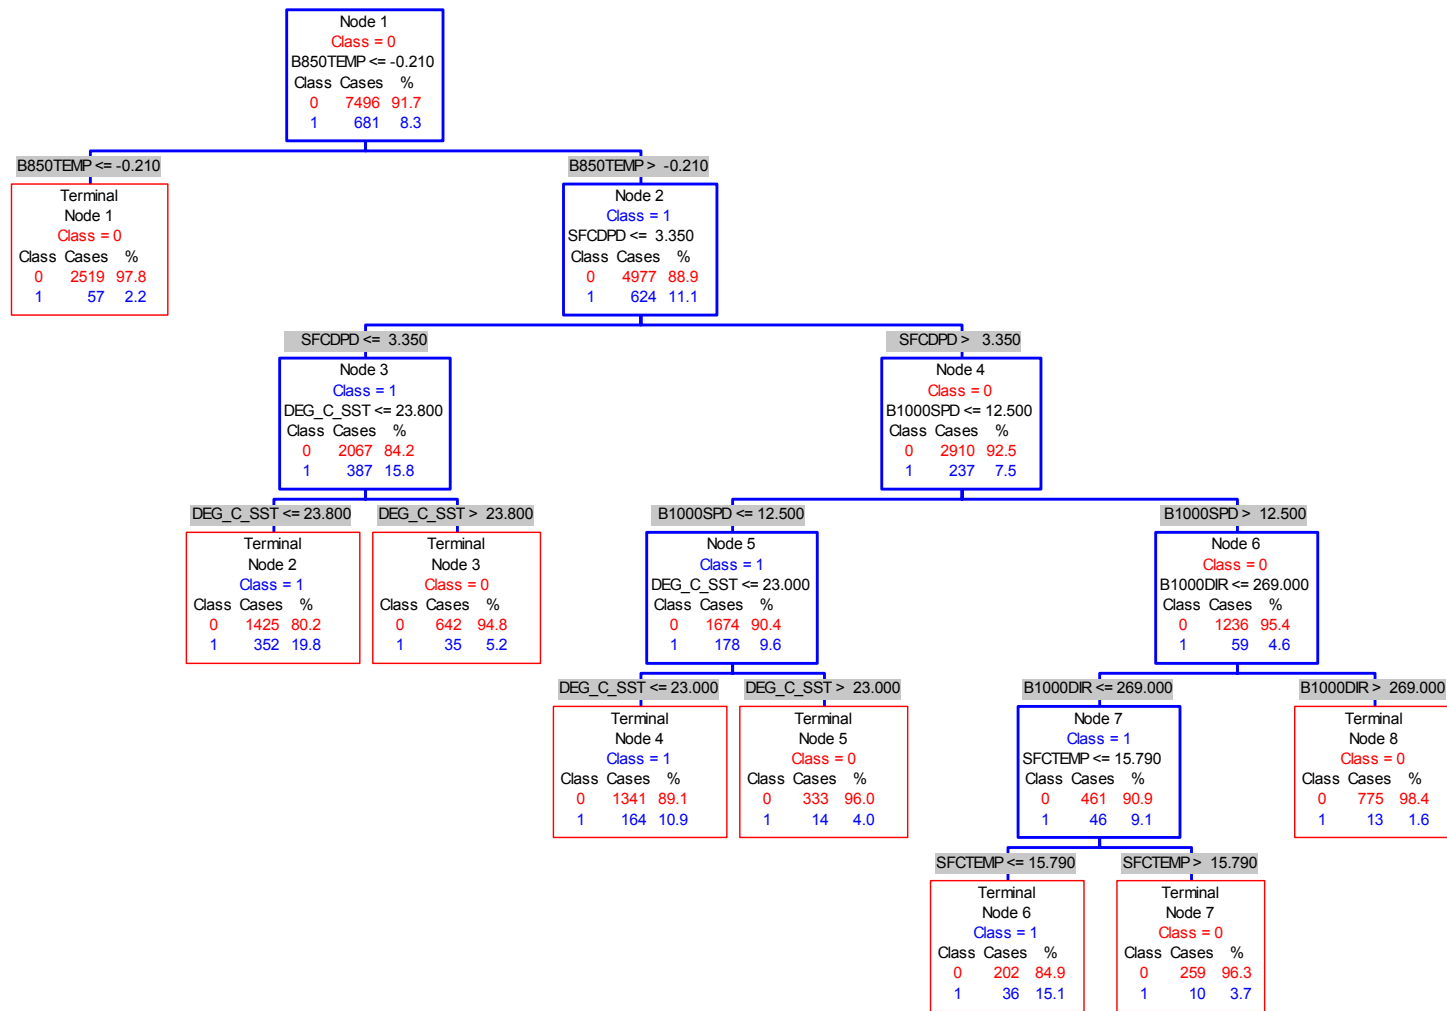 Node 1
Class = 0
B850TEMP <= -0.210
Class Cases %
0 7496 91.7
1 681 8.3
B850TEMP <= -0.210
B850TEMP > -0.210
Terminal
Node 1
Class = 0
Class Cases %
0 2519 97.8
1 57 2.2
Node 2
Class = 1
SFCDPD <= 3.350
Class Cases %
0 4977 88.9
1 624 11.1
SFCDPD <= 3.350
SFCDPD > 3.350
Node 3
Class = 1
DEG_C_SST <= 23.800
Class Cases %
0 2067 84.2
1 387 15.8
Node 4
Class = 0
B1000SPD <= 12.500
Class Cases %
0 2910 92.5
1 237 7.5
DEG_C_SST <= 23.800
DEG_C_SST > 23.800
B1000SPD <= 12.500
B1000SPD > 12.500
Terminal
Node 2
Class = 1
Class Cases %
0 1425 80.2
1 352 19.8
Terminal
Node 3
Class = 0
Class Cases %
0 642 94.8
1 35 5.2
Node 5
Class = 1
DEG_C_SST <= 23.000
Class Cases %
0 1674 90.4
1 178 9.6
Node 6
Class = 0
B1000DIR <= 269.000
Class Cases %
0 1236 95.4
1 59 4.6
DEG_C_SST <= 23.000
DEG_C_SST > 23.000
B1000DIR <= 269.000
B1000DIR > 269.000
Terminal
Node 4
Class = 1
Class Cases %
0 1341 89.1
1 164 10.9
Terminal
Node 5
Class = 0
Class Cases %
0 333 96.0
1 14 4.0
Node 7
Class = 1
SFCTEMP <= 15.790
Class Cases %
0 461 90.9
1 46 9.1
Terminal
Node 8
Class = 0
Class Cases %
0 775 98.4
1 13 1.6
SFCTEMP <= 15.790
SFCTEMP > 15.790
Terminal
Node 6
Class = 1
Class Cases %
0 202 84.9
1 36 15.1
Terminal
Node 7
Class = 0
Class Cases %
0 259 96.3
1 10 3.7